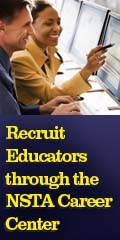 Recruit
Educators
through the
NSTA Career
Center